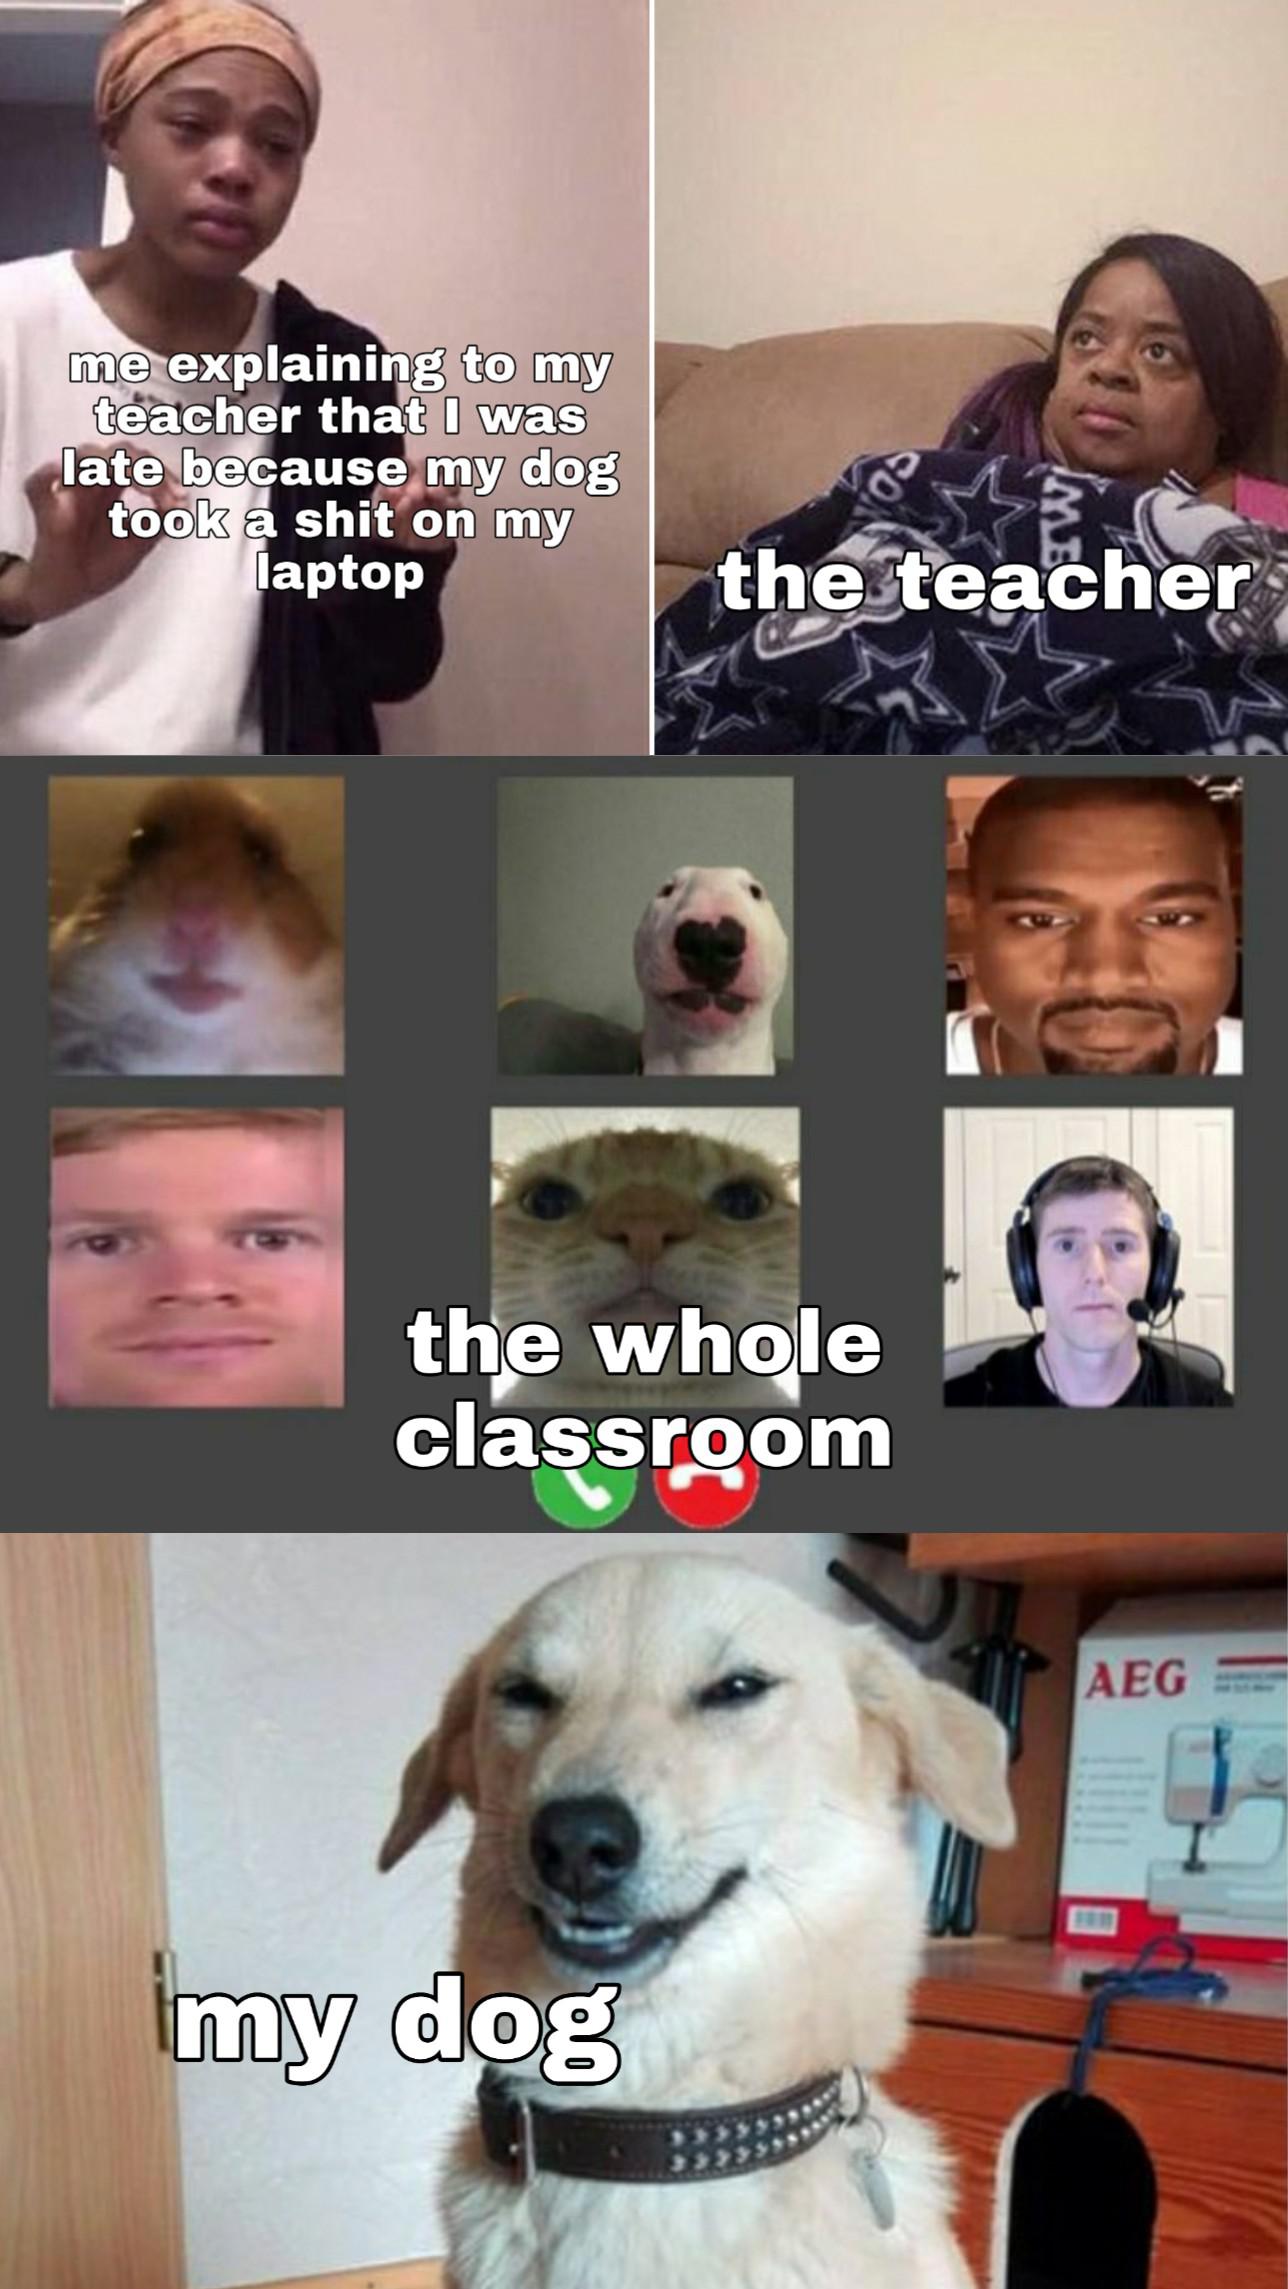 me explaining to my
teacher that I was
late because my dog
took a shit on my
laptop
the teacher
the whole
classroom
AEG
my dog